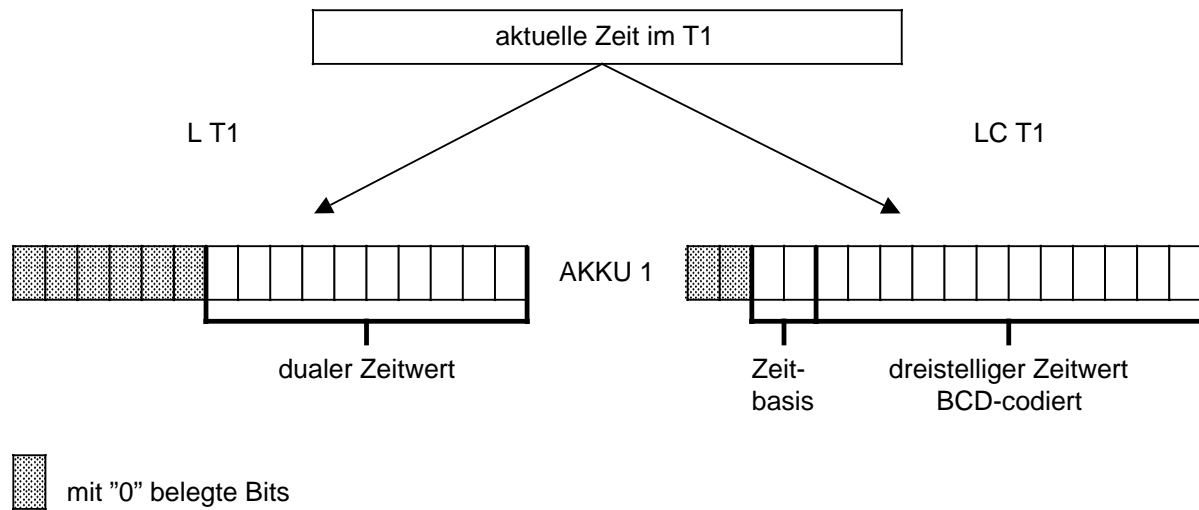 aktuelle Zeit im T1
L T1
LC T1
AKKU 1
dualer Zeitwert
Zeit-
basis
dreistelliger Zeitwert
BCD-codiert
mit ”0” belegte Bits